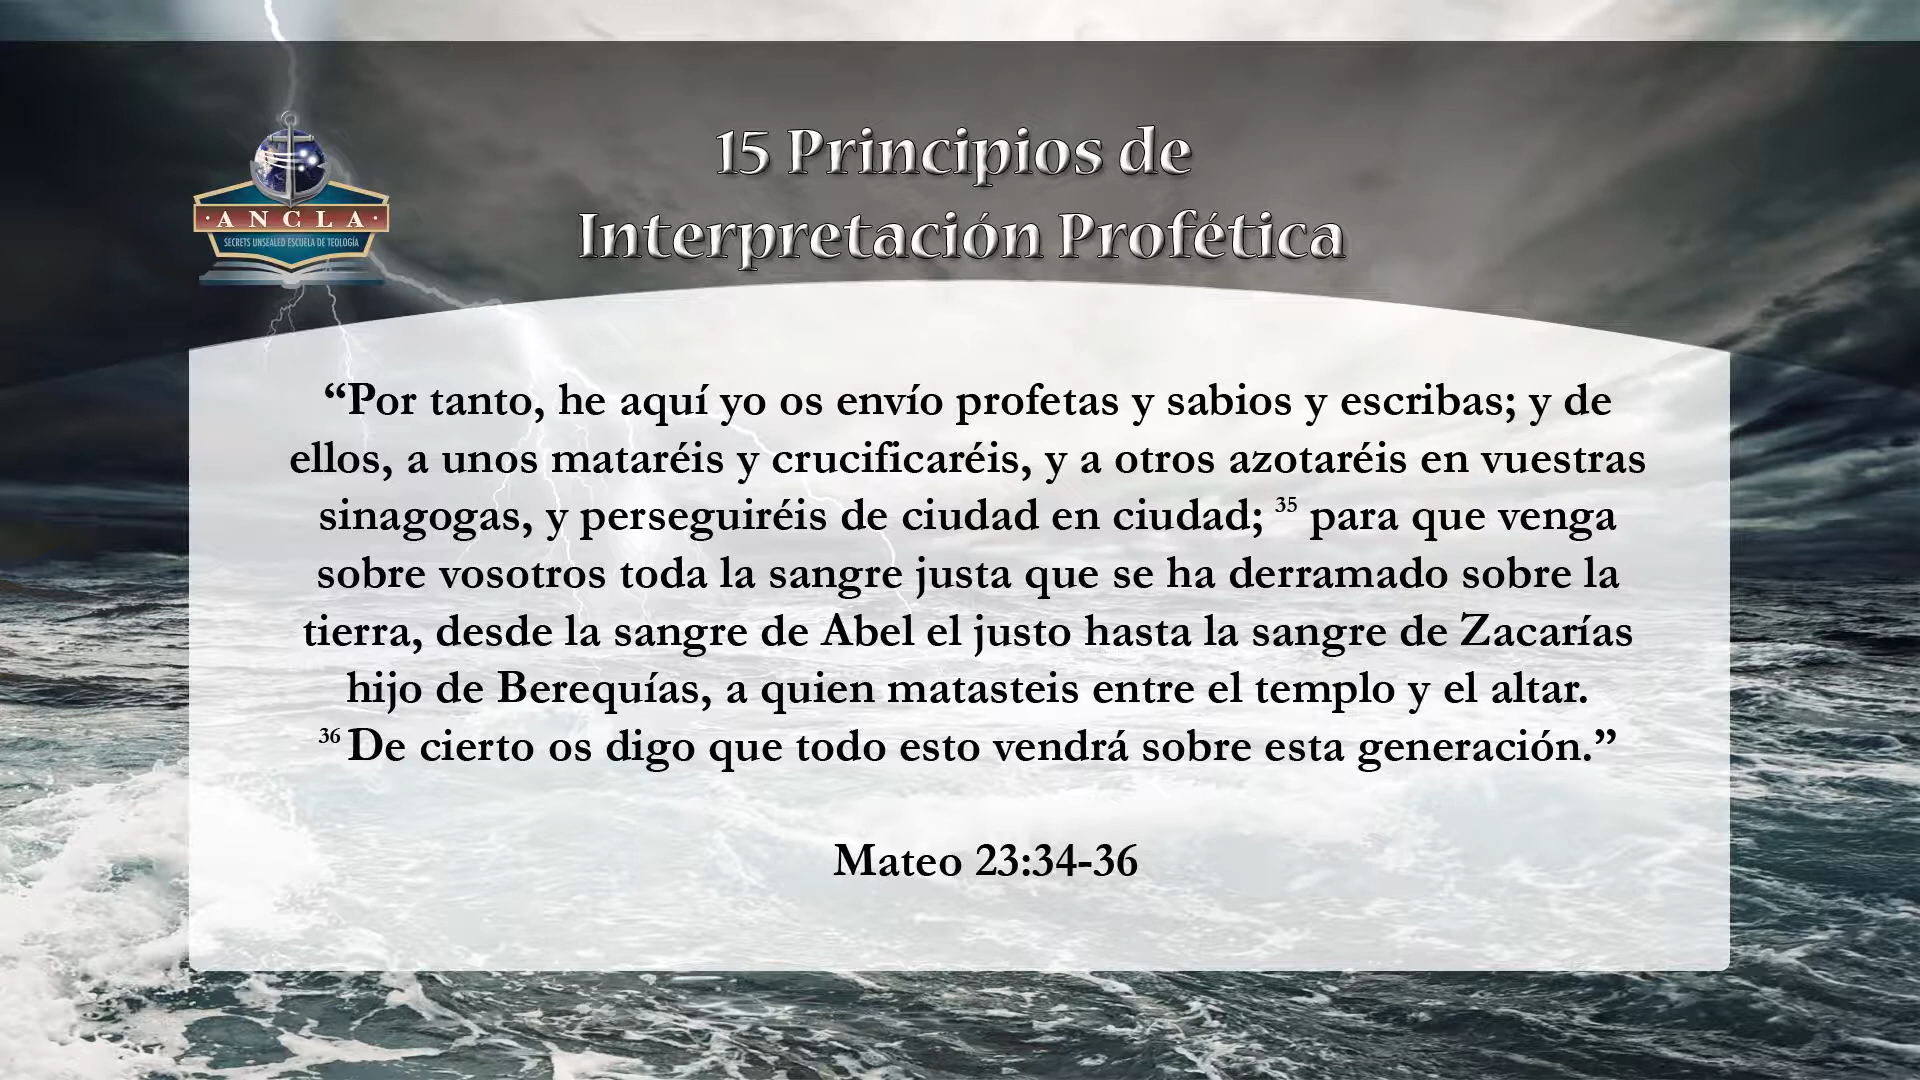 15 Principios de
Interpretación Profética
·ANCLA·
SECRETS UNSEALED ESCUELA DE TEOLOGÍA
“Por tanto, he aquí yo os envío profetas y sabios y escribas; y de
ellos, a unos mataréis y crucificaréis, y a otros azotaréis en vuestras
sinagogas, y perseguiréis de ciudad en ciudad; 35 para que venga
sobre vosotros toda la sangre justa que se ha derramado sobre la
tierra, desde la sangre de Abel el justo hasta la sangre de Zacarías
hijo de Berequías, a quien matasteis entre el templo y el altar.
36 De cierto os digo que todo esto vendrá sobre esta generación.”
Mateo 23:34-36